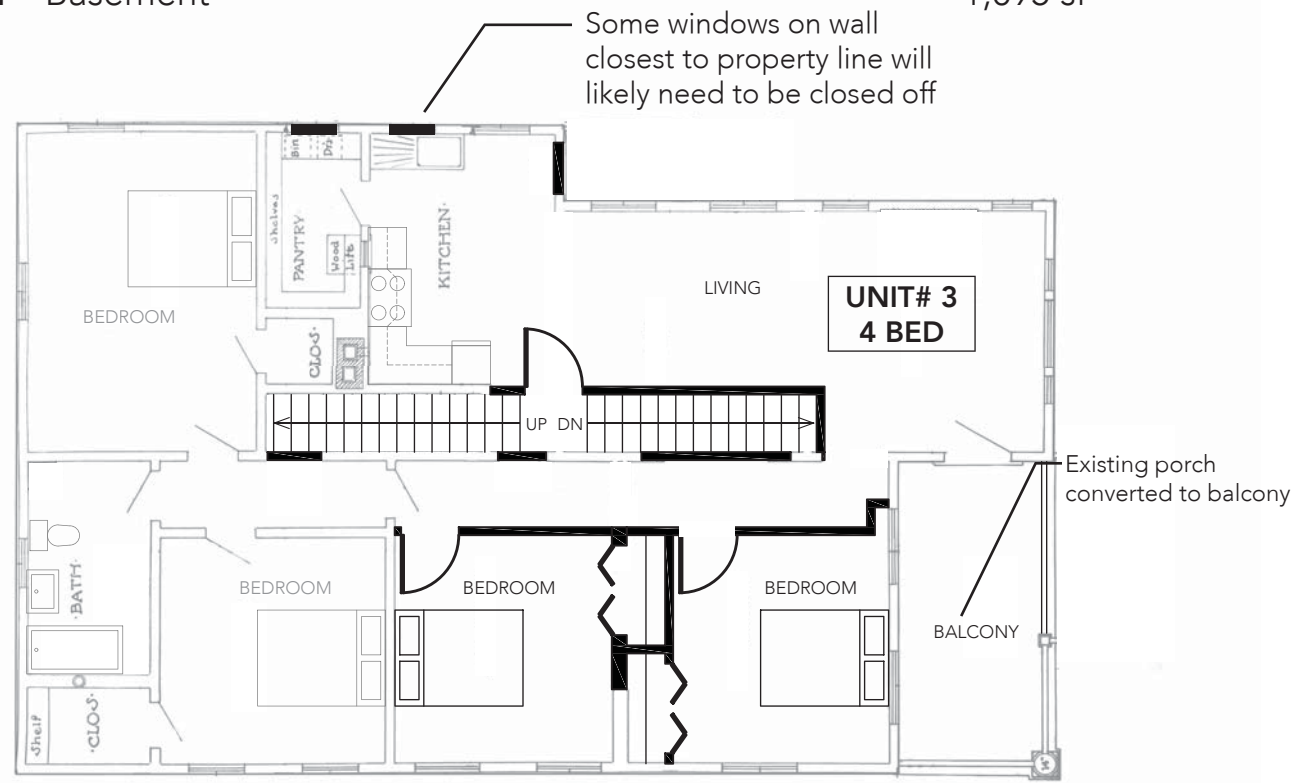 Basement
Some windows on wall
closest to property line will
likely need to be closed off
Bin
Dr's
Shelves
PANTRY
Wood
Lift
KITCHEN
BEDROOM
CLOS.
LIVING
UNIT# 3
4 BED
UP DN
Existing porch
converted to balcony
BATH
BEDROOM
BEDROOM
BEDROOM
BALCONY
Shelf
CLOS.